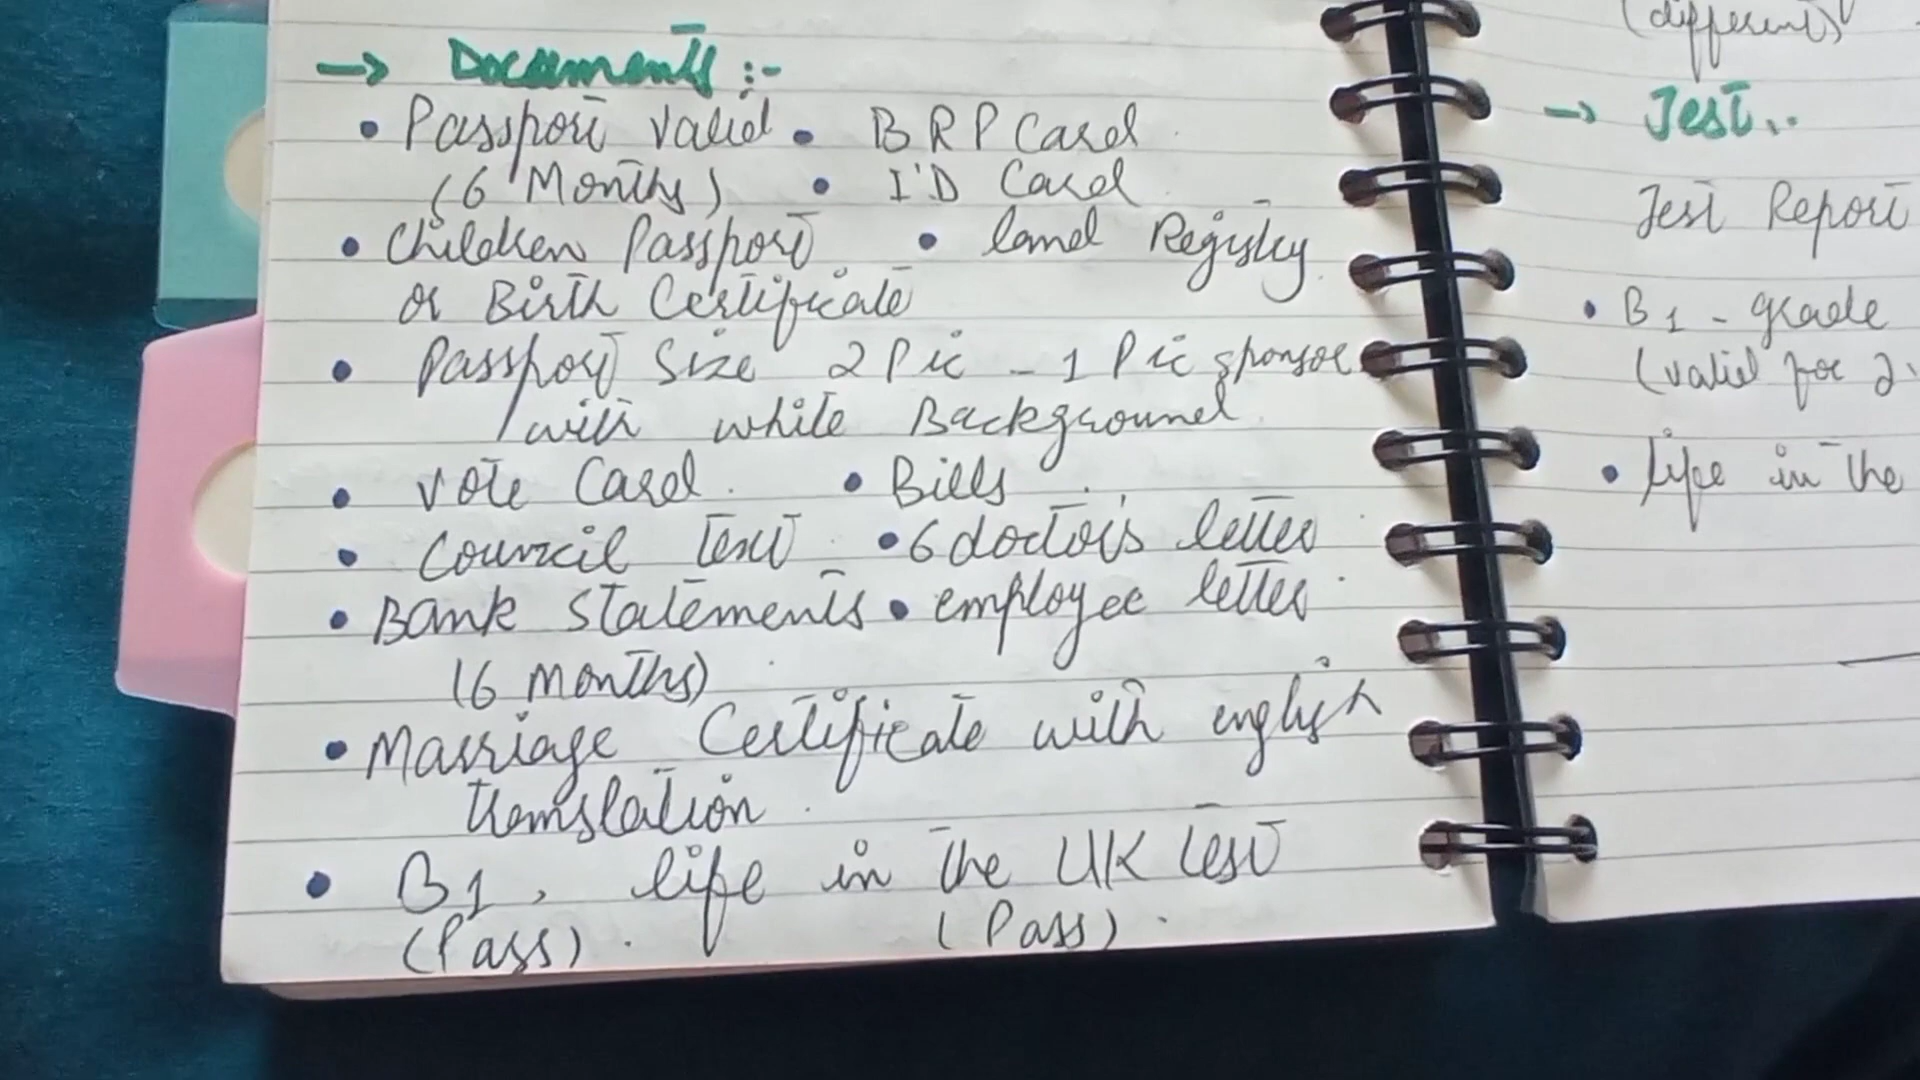 → Documents :-
• Passport valid • BRP Card
(6 Months) • I'D Card
• Children Passport • land Registry
or Birth Certificate
• Passport Size 2 Pic - 1 Pic sponsor
with white Background
• Vote Card. • Bills
• Council text • 6 doctor's letter
• Bank statements • employee letter
(6 months)
• Marriage Certificate with english
translation.
• B1, life in the UK test
(Pass). (Pass).
(different)
→ Test:-
Test Report
• B1 - grade
(valid for 2
• life in the